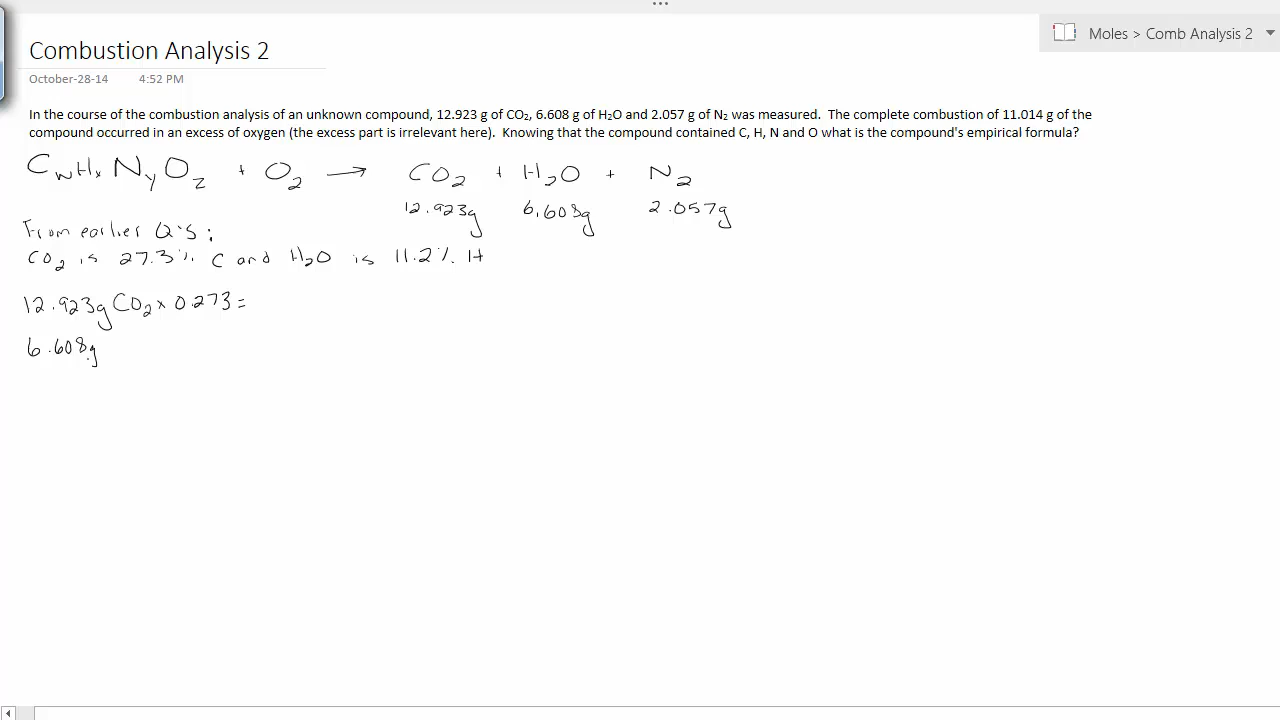 Moles > Comb Analysis 2
Combustion Analysis 2
October-28-14 4:52 PM
In the course of the combustion analysis of an unknown compound, 12.923 g of CO₂, 6.608 g of H₂O and 2.057 g of N₂ was measured. The complete combustion of 11.014 g of the
compound occurred in an excess of oxygen (the excess part is irrelevant here). Knowing that the compound contained C, H, N and O what is the compound's empirical formula?
CwHxNyOz + O₂ → CO₂ + H₂O + N₂
12.923g 6.608g 2.057g
From earlier Q's:
CO₂ is 27.3% C and H₂O is 11.2% H
12.923g CO₂ x 0.273 =
6.608g